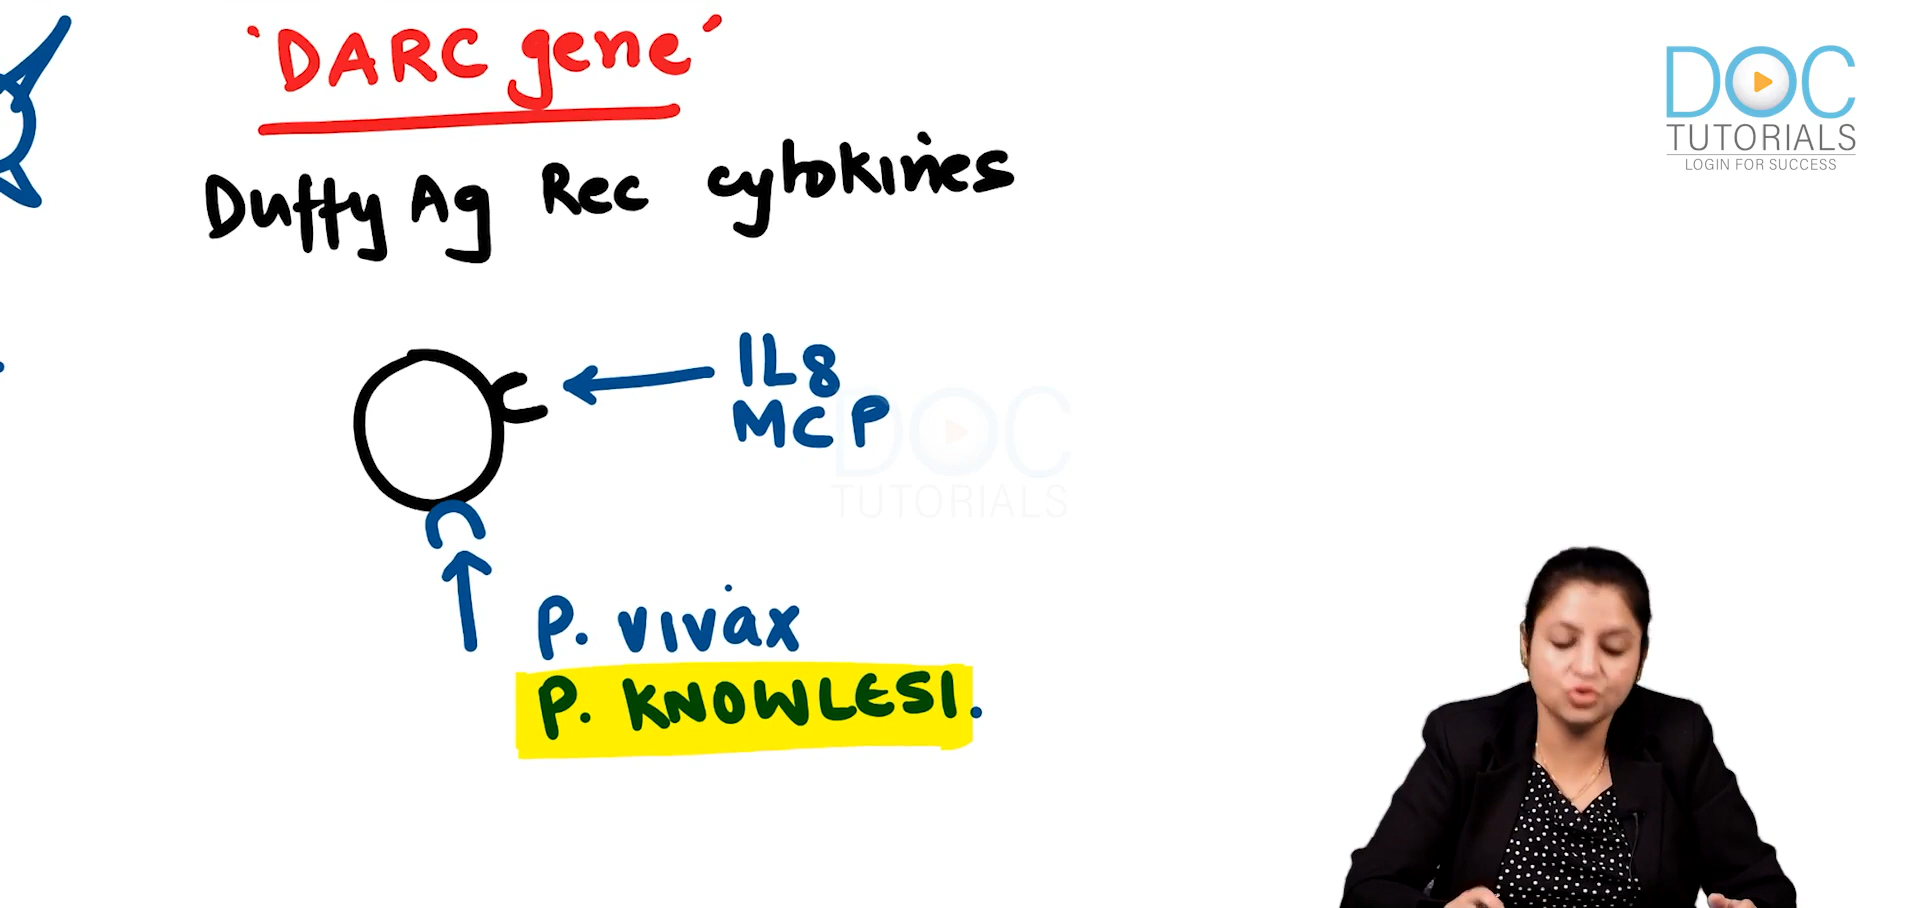 'DARC gene'
Duffy Ag Rec cytokines
IL8
MCP
P. vivax
P. KNOWLESI.
DOC
TUTORIALS
LOGIN FOR SUCCESS
DOC
TUTORIALS